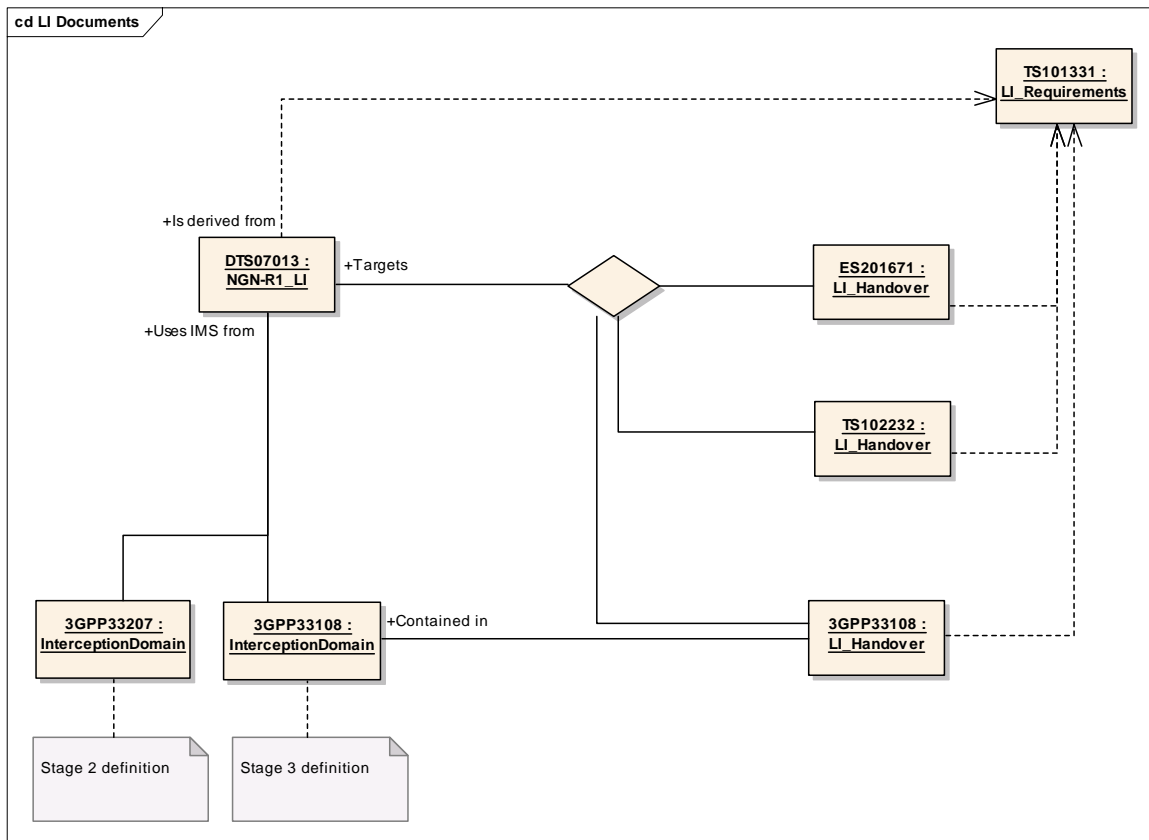 cd LI Documents
TS101331 :
LI_Requirements
+Is derived from
DTS07013 :
NGN-R1_LI
+Targets
ES201671 :
LI_Handover
+Uses IMS from
TS102232 :
LI_Handover
3GPP33207 :
InterceptionDomain
3GPP33108 :
InterceptionDomain
+Contained in
3GPP33108 :
LI_Handover
Stage 2 definition
Stage 3 definition